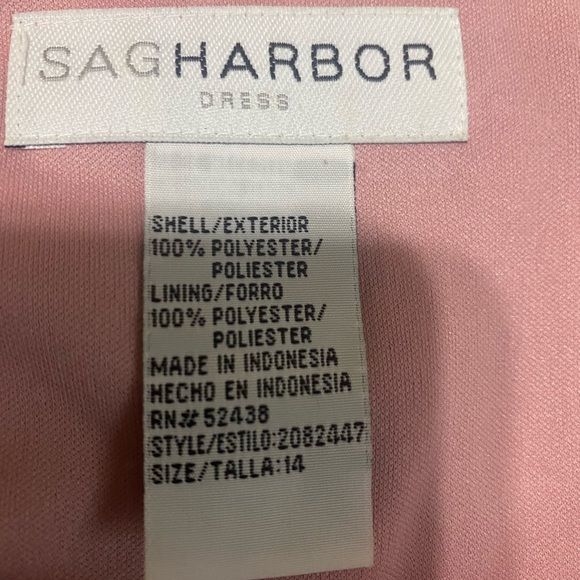 SAGHARBOR
DRESS
SHELL/EXTERIOR
100% POLYESTER/
POLIESTER
LINING/FORRO
100% POLYESTER/
POLIESTER
MADE IN INDONESIA
HECHO EN INDONESIA
RN# 52438
STYLE/ESTILO:2082447
SIZE/TALLA:14